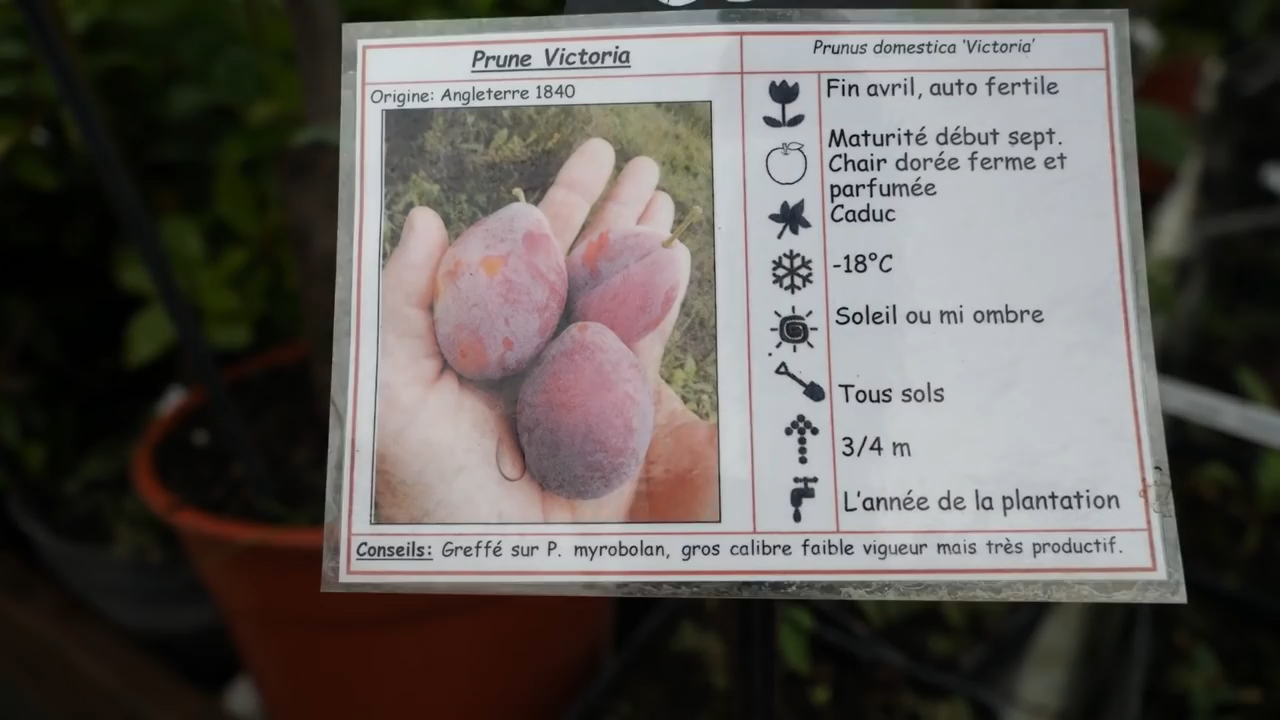 Prune Victoria
Prunus domestica 'Victoria'
Origine: Angleterre 1840
Fin avril, auto fertile
Maturité début sept.
Chair dorée ferme et
parfumée
Caduc
-18°C
Soleil ou mi ombre
Tous sols
3/4 m
L'année de la plantation
Conseils: Greffé sur P. myrobolan, gros calibre faible vigueur mais très productif.